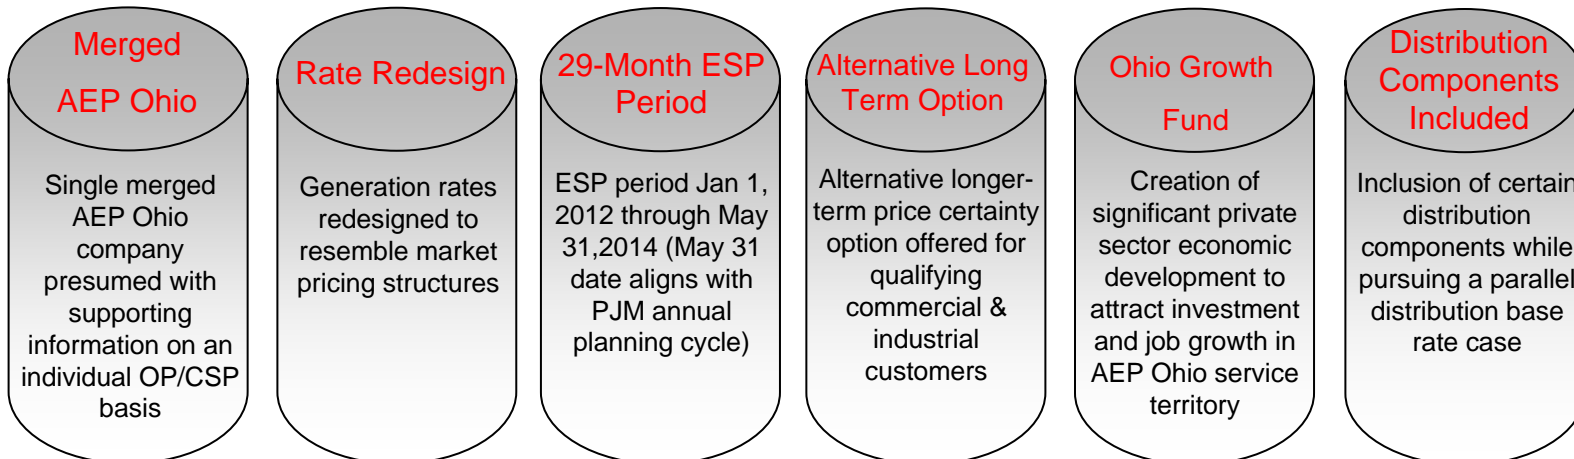 Merged
AEP Ohio
Single merged
AEP Ohio
company
presumed with
supporting
information on an
individual OP/CSP
basis
Rate Redesign
Generation rates
redesigned to
resemble market
pricing structures
29-Month ESP
Period
ESP period Jan 1,
2012 through May
31,2014 (May 31
date aligns with
PJM annual
planning cycle)
Alternative Long
Term Option
Alternative longer-
term price certainty
option offered for
qualifying
commercial &
industrial
customers
Ohio Growth
Fund
Creation of
significant private
sector economic
development to
attract investment
and job growth in
AEP Ohio service
territory
Distribution
Components
Included
Inclusion of certain
distribution
components while
pursuing a parallel
distribution base
rate case